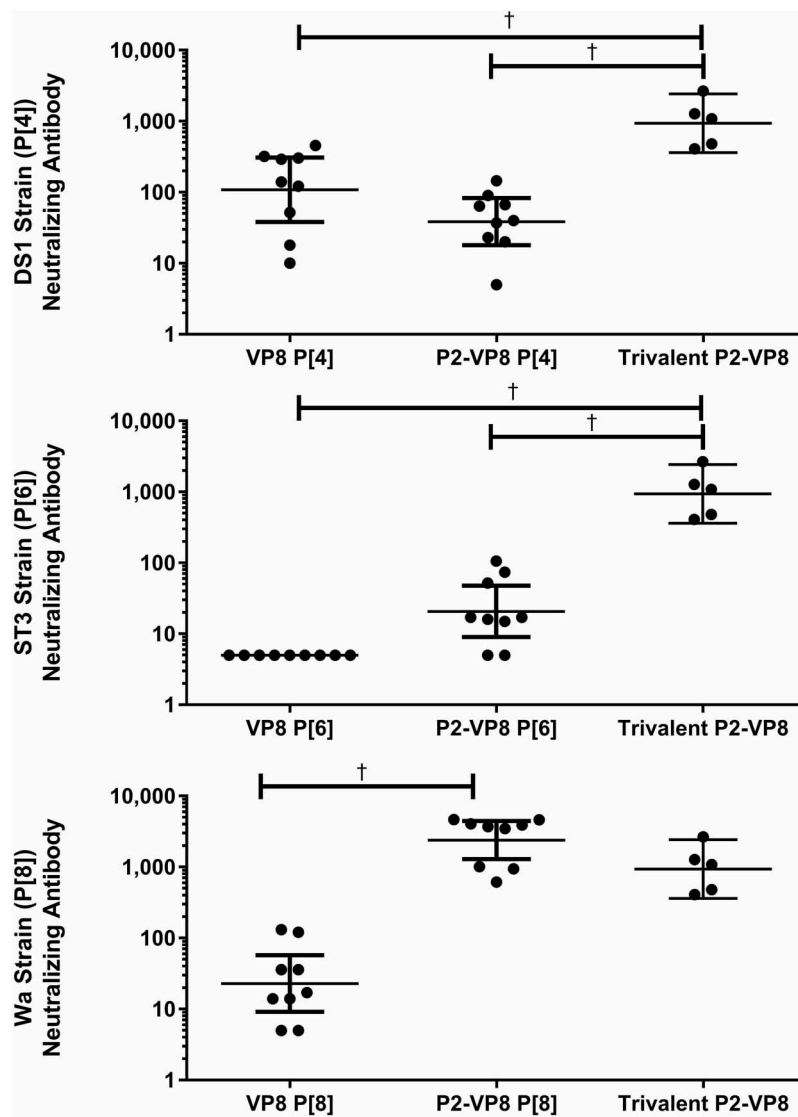 †
†
10,000
1,000
100
10
1
DS1 Strain (P[4])
Neutralizing Antibody
VP8 P[4] P2-VP8 P[4] Trivalent P2-VP8
†
†
10,000
1,000
100
10
1
ST3 Strain (P[6])
Neutralizing Antibody
VP8 P[6] P2-VP8 P[6] Trivalent P2-VP8
†
10,000
1,000
100
10
1
Wa Strain (P[8])
Neutralizing Antibody
VP8 P[8] P2-VP8 P[8] Trivalent P2-VP8